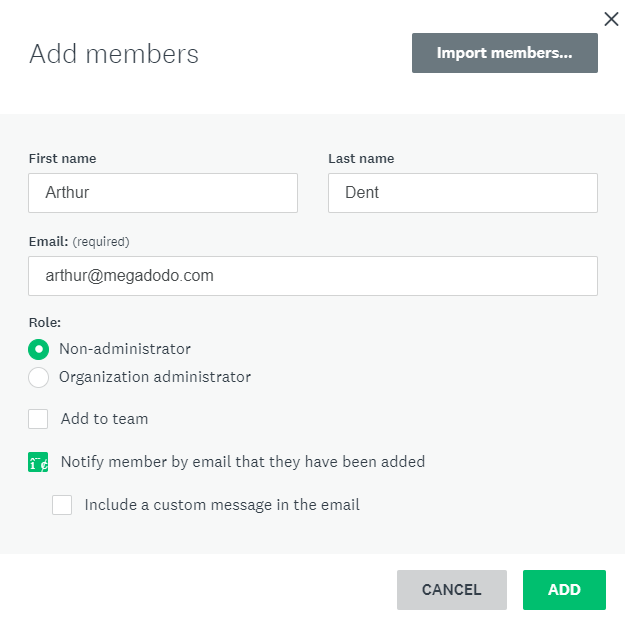 Add members
Import members...
First name
Last name
Arthur
Dent
Email: (required)
arthur@megadodo.com
Role:
Non-administrator
Organization administrator
Add to team
Notify member by email that they have been added
Include a custom message in the email
CANCEL
ADD